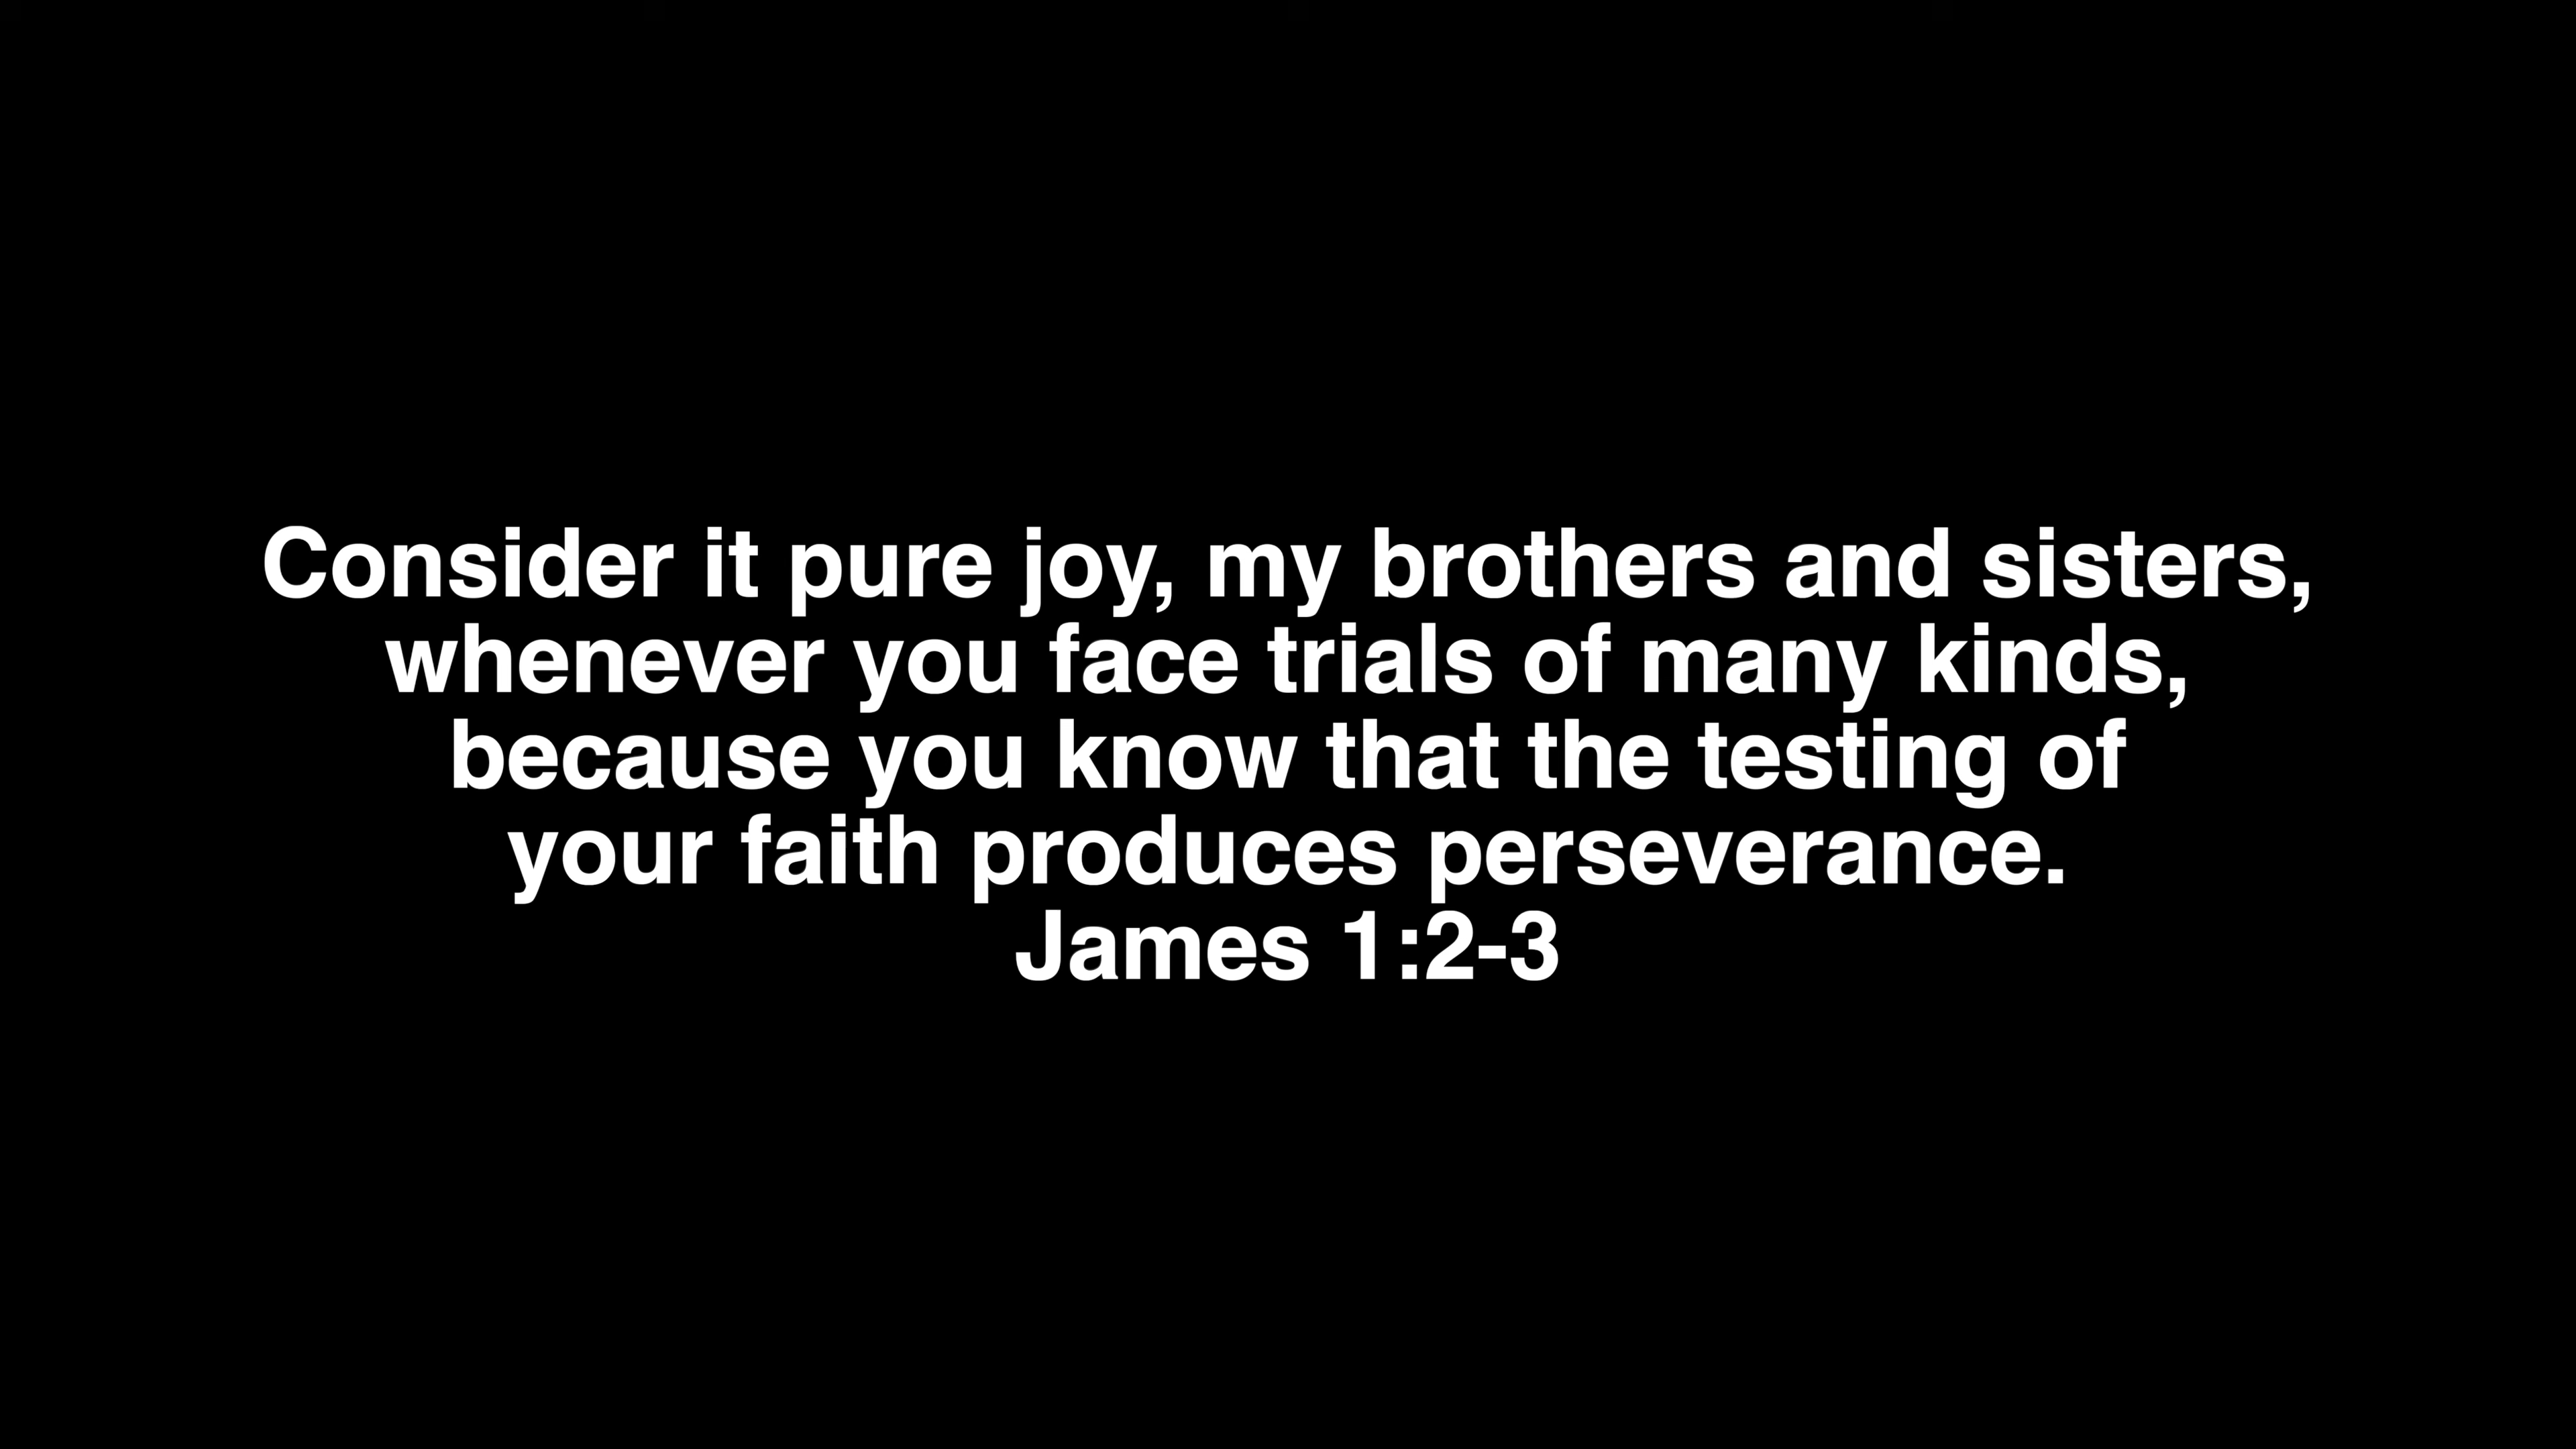 Consider it pure joy, my brothers and sisters,
whenever you face trials of many kinds,
because you know that the testing of
your faith produces perseverance.
James 1:2-3